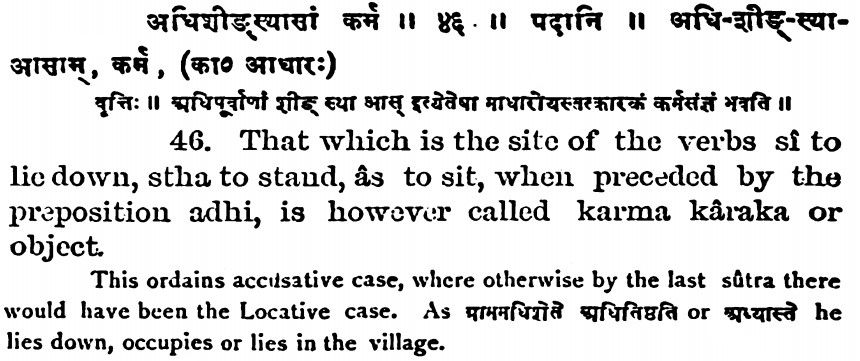 अधिशीङ्स्थासां कर्म ॥ ४६ ॥ पदानि ॥ अधि-शीङ्-स्था-
आसाम्, कर्म, (का० आधारः)
वृत्तिः ॥ अधिपूर्वाणां शीङ् स्था आस् इत्येतेषा माधारोयस्तत्कारकं कर्मसंज्ञं भवति ॥
46. That which is the site of the verbs sî to
lie down, stha to stand, âs to sit, when preceded by the
preposition adhi, is however called karma kâraka or
object.
This ordains accusative case, where otherwise by the last sûtra there
would have been the Locative case. As ग्राममधिशेते अधितिष्ठति or अध्यास्ते he
lies down, occupies or lies in the village.